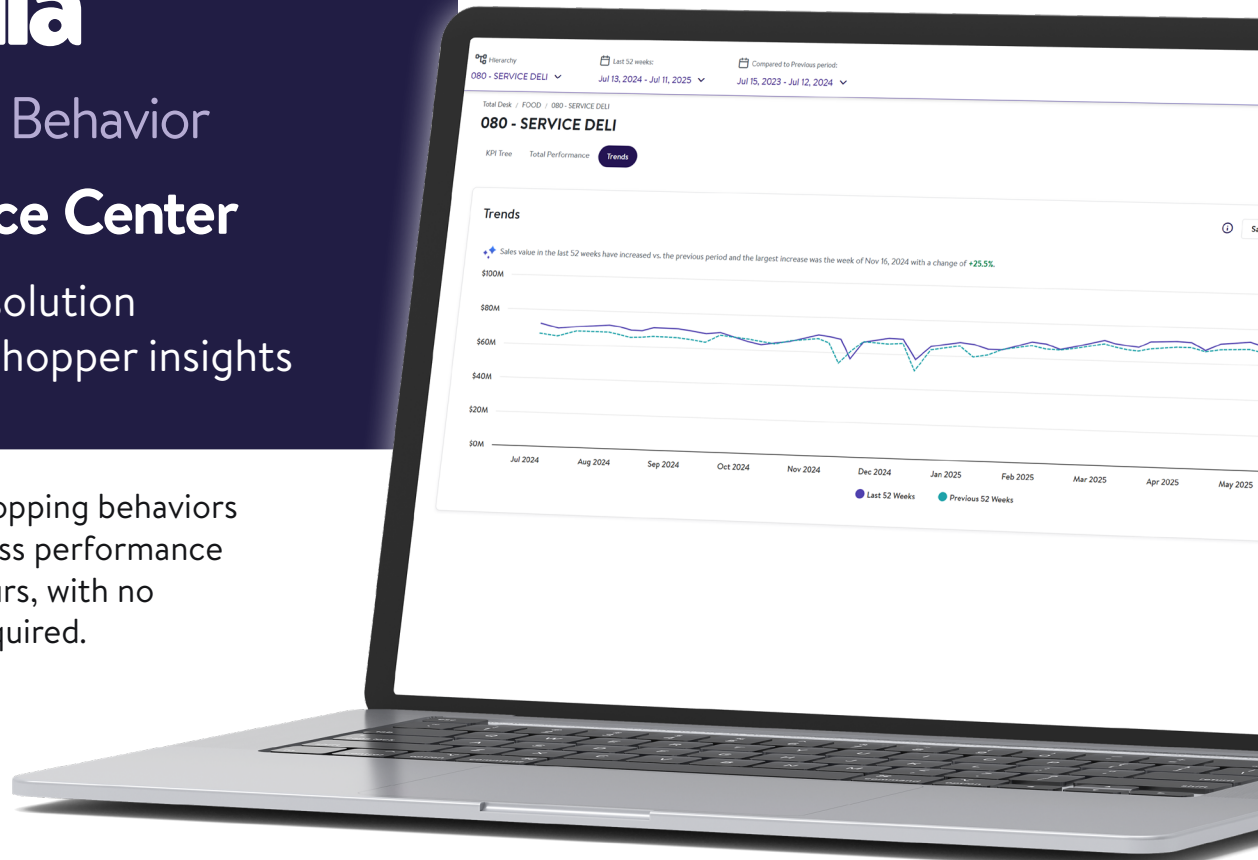 lla
Behavior
ce Center
solution
hopper insights
opping behaviors
ss performance
urs, with no
quired.
Hierarchy
080 - SERVICE DELI
Last 52 weeks:
Jul 13, 2024 - Jul 11, 2025
Compared to Previous period:
Jul 15, 2023 - Jul 12, 2024
Total Desk / FOOD / 080 - SERVICE DELI
080 - SERVICE DELI
KPI Tree
Total Performance
Trends
Trends
Sa
Sales value in the last 52 weeks have increased vs. the previous period and the largest increase was the week of Nov 16, 2024 with a change of +25.5%.
$100M
$80M
$60M
$40M
$20M
$0M
Jul 2024
Aug 2024
Sep 2024
Oct 2024
Nov 2024
Dec 2024
Jan 2025
Feb 2025
Mar 2025
Apr 2025
May 2025
Last 52 Weeks
Previous 52 Weeks